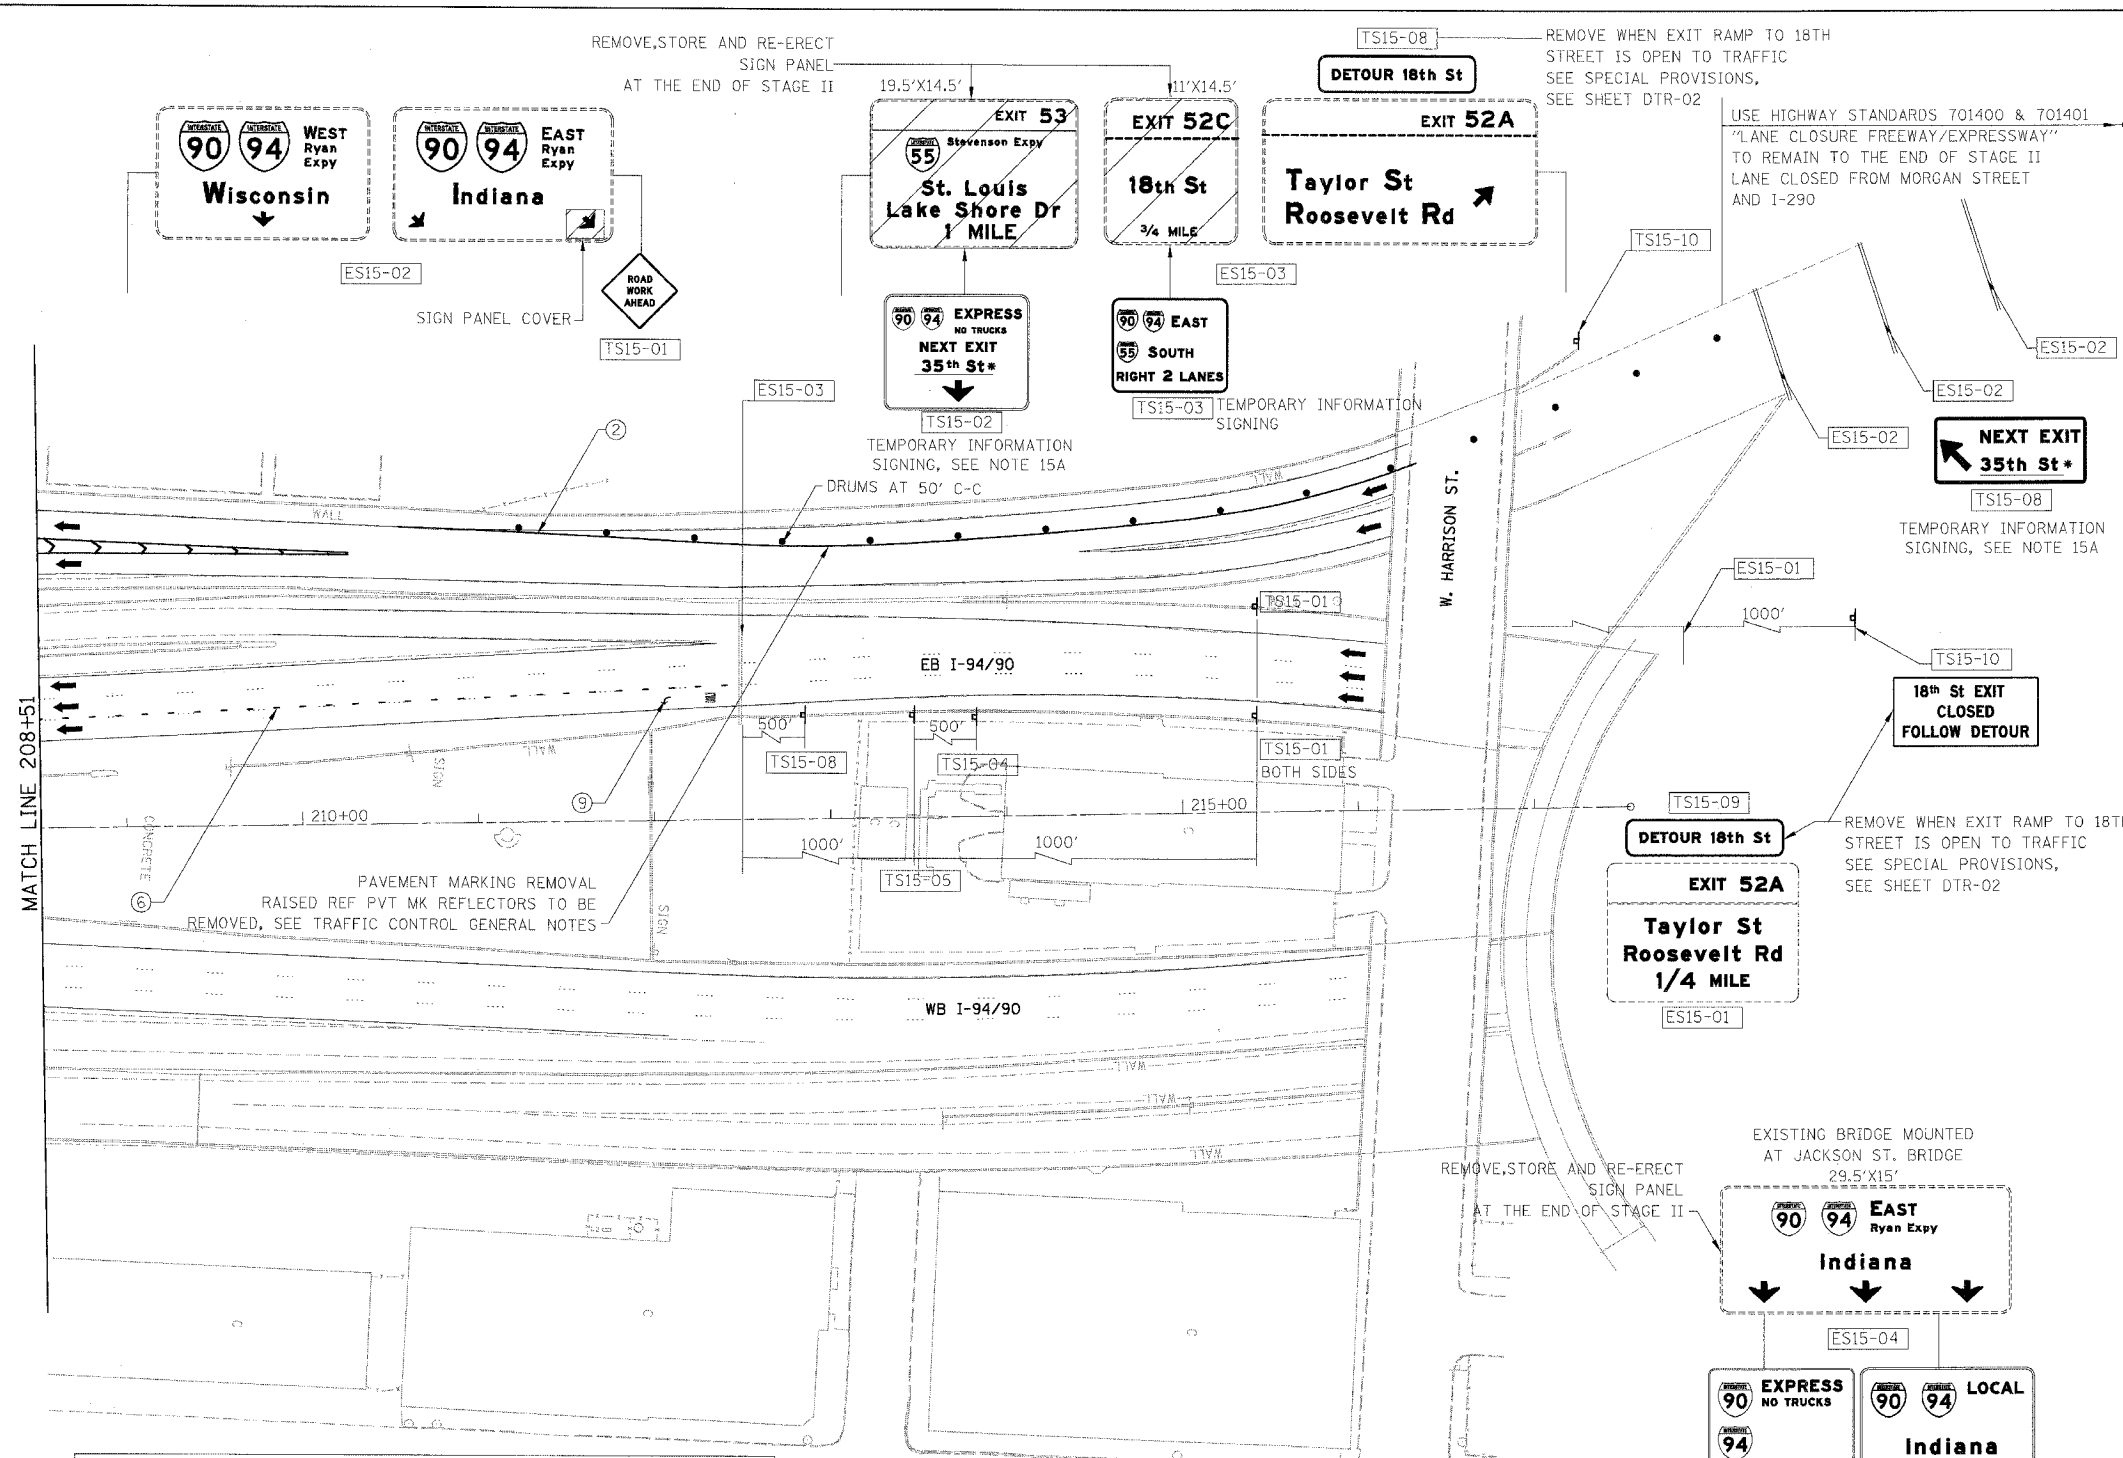 REMOVE,STORE AND RE-ERECT
SIGN PANEL
AT THE END OF STAGE II
19.5'X14.5'
11'X14.5'
TS15-08
DETOUR 18th St
REMOVE WHEN EXIT RAMP TO 18TH
STREET IS OPEN TO TRAFFIC
SEE SPECIAL PROVISIONS,
SEE SHEET DTR-02
USE HIGHWAY STANDARDS 701400 & 701401
"LANE CLOSURE FREEWAY/EXPRESSWAY"
TO REMAIN TO THE END OF STAGE II
LANE CLOSED FROM MORGAN STREET
AND I-290
INTERSTATE 90 INTERSTATE 94 WEST
Ryan
Expy
Wisconsin
INTERSTATE 90 INTERSTATE 94 EAST
Ryan
Expy
Indiana
ES15-02
SIGN PANEL COVER
ROAD
WORK
AHEAD
TS15-01
EXIT 53
55 Stevenson Expy
St. Louis
Lake Shore Dr
1 MILE
EXIT 52C
18th St
3/4 MILE
EXIT 52A
Taylor St
Roosevelt Rd
ES15-03
90 94 EXPRESS
NO TRUCKS
NEXT EXIT
35th St*
TS15-02
TEMPORARY INFORMATION
SIGNING, SEE NOTE 15A
90 94 EAST
55 SOUTH
RIGHT 2 LANES
TS15-03 TEMPORARY INFORMATION
SIGNING
TS15-10
ES15-02
ES15-02
ES15-02
NEXT EXIT
35th St*
TS15-08
TEMPORARY INFORMATION
SIGNING, SEE NOTE 15A
ES15-03
2
DRUMS AT 50' C-C
WALL
WALL
W. HARRISON ST.
ES15-01
1000'
TS15-10
18th St EXIT
CLOSED
FOLLOW DETOUR
TS15-01
EB I-94/90
MATCH LINE 208+51
500'
500'
TS15-08
TS15-04
TS15-01
BOTH SIDES
WALL
SIGN
9
210+00
215+00
CONCRETE
1000'
1000'
TS15-05
6
PAVEMENT MARKING REMOVAL
RAISED REF PVT MK REFLECTORS TO BE
REMOVED, SEE TRAFFIC CONTROL GENERAL NOTES
SIGN
TS15-09
DETOUR 18th St
REMOVE WHEN EXIT RAMP TO 18TH
STREET IS OPEN TO TRAFFIC
SEE SPECIAL PROVISIONS,
SEE SHEET DTR-02
EXIT 52A
Taylor St
Roosevelt Rd
1/4 MILE
ES15-01
WB I-94/90
WALL
WALL
WALL
REMOVE,STORE AND RE-ERECT
SIGN PANEL
AT THE END OF STAGE II
EXISTING BRIDGE MOUNTED
AT JACKSON ST. BRIDGE
29.5'X15'
90 94 EAST
Ryan Expy
Indiana
ES15-04
90 EXPRESS
NO TRUCKS
94
90 94 LOCAL
Indiana